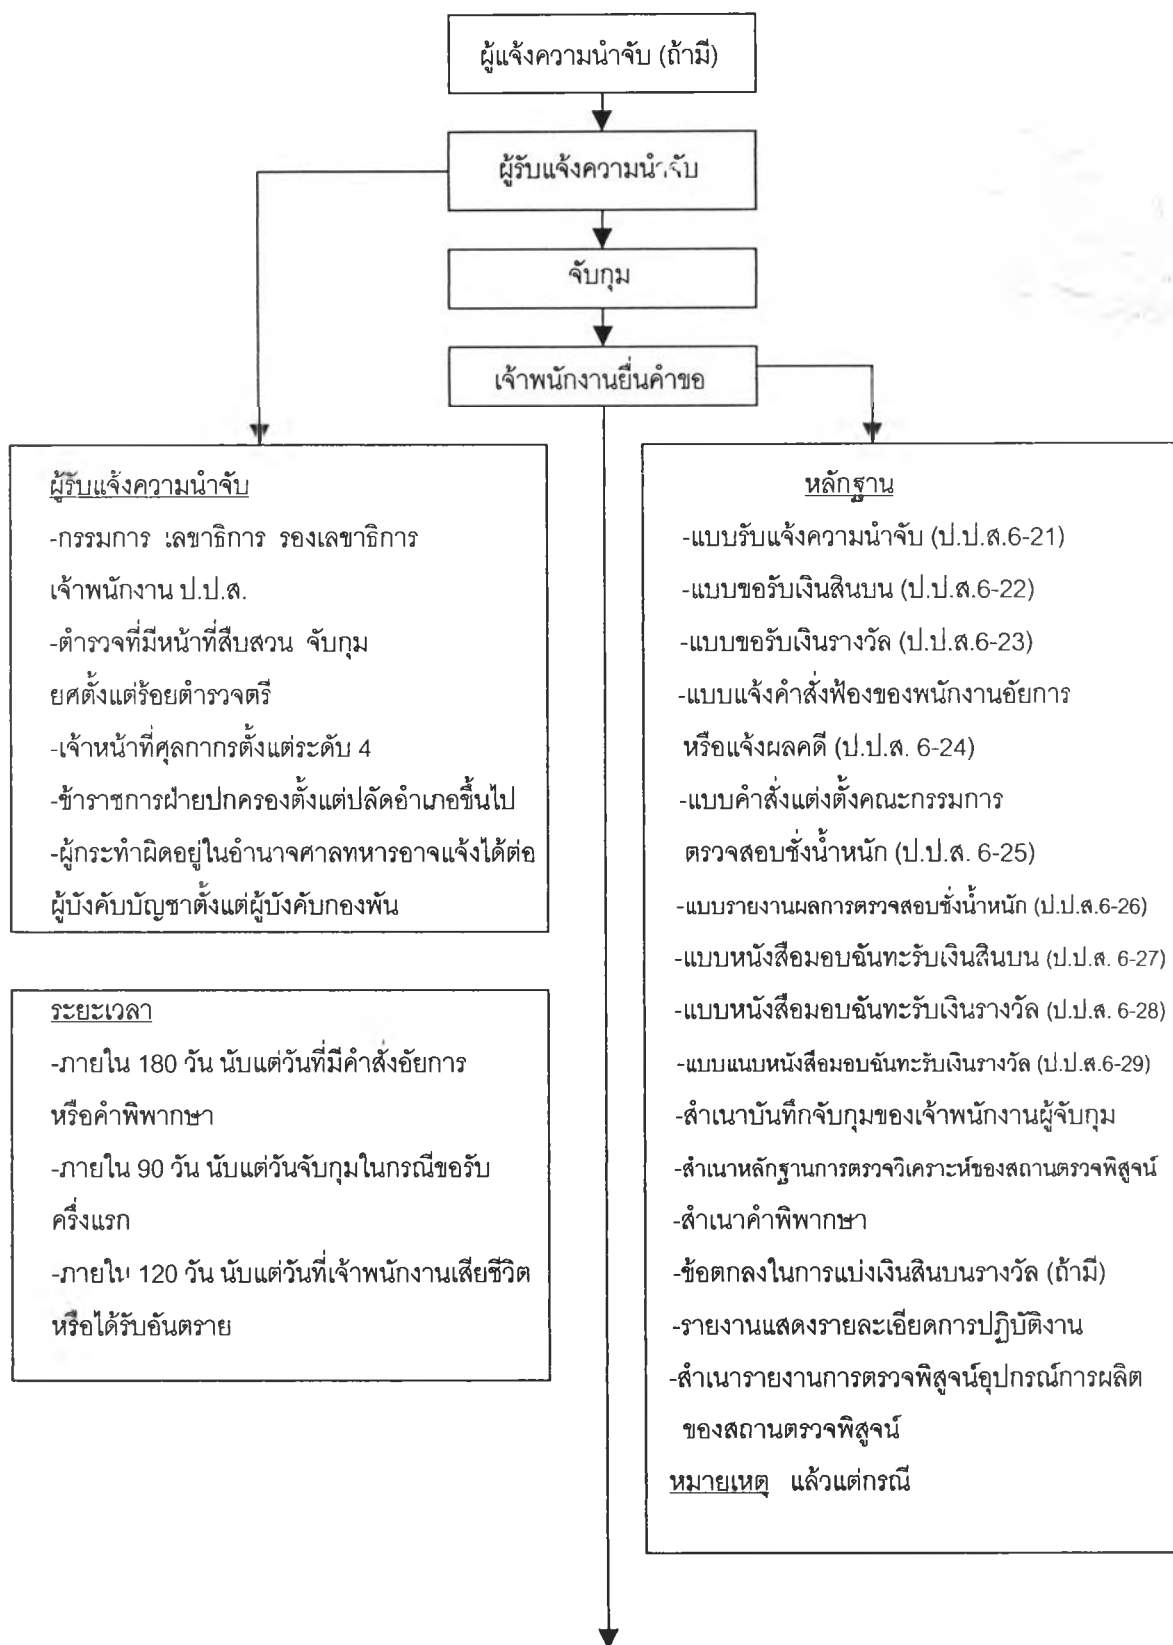 ผู้แจ้งความนำจับ (ถ้ามี)
ผู้รับแจ้งความนำจับ
จับกุม
เจ้าพนักงานยื่นคำขอ
ผู้รับแจ้งความนำจับ
-กรรมการ เลขาธิการ รองเลขาธิการ
เจ้าพนักงาน ป.ป.ส.
-ตำรวจที่มีหน้าที่สืบสวน จับกุม
ยศตั้งแต่ร้อยตำรวจตรี
-เจ้าหน้าที่ศุลกากรตั้งแต่ระดับ 4
-ข้าราชการฝ่ายปกครองตั้งแต่ปลัดอำเภอขึ้นไป
-ผู้กระทำผิดอยู่ในอำนาจศาลทหารอาจแจ้งได้ต่อ
ผู้บังคับบัญชาตั้งแต่ผู้บังคับกองพัน
ระยะเวลา
-ภายใน 180 วัน นับแต่วันที่มีคำสั่งอัยการ
หรือคำพิพากษา
-ภายใน 90 วัน นับแต่วันจับกุมในกรณีขอรับ
ครึ่งแรก
-ภายใน 120 วัน นับแต่วันที่เจ้าพนักงานเสียชีวิต
หรือได้รับอันตราย
หลักฐาน
-แบบรับแจ้งความนำจับ (ป.ป.ส.6-21)
-แบบขอรับเงินสินบน (ป.ป.ส.6-22)
-แบบขอรับเงินรางวัล (ป.ป.ส.6-23)
-แบบแจ้งคำสั่งฟ้องของพนักงานอัยการ
หรือแจ้งผลคดี (ป.ป.ส. 6-24)
-แบบคำสั่งแต่งตั้งคณะกรรมการ
ตรวจสอบชั่งน้ำหนัก (ป.ป.ส. 6-25)
-แบบรายงานผลการตรวจสอบชั่งน้ำหนัก (ป.ป.ส.6-26)
-แบบหนังสือมอบฉันทะรับเงินสินบน (ป.ป.ส. 6-27)
-แบบหนังสือมอบฉันทะรับเงินรางวัล (ป.ป.ส. 6-28)
-แบบแนบหนังสือมอบฉันทะรับเงินรางวัล (ป.ป.ส.6-29)
-สำเนาบันทึกจับกุมของเจ้าพนักงานผู้จับกุม
-สำเนาหลักฐานการตรวจวิเคราะห์ของสถานตรวจพิสูจน์
-สำเนาคำพิพากษา
-ข้อตกลงในการแบ่งเงินสินบนรางวัล (ถ้ามี)
-รายงานแสดงรายละเอียดการปฏิบัติงาน
-สำเนารายงานการตรวจพิสูจน์อุปกรณ์การผลิต
ของสถานตรวจพิสูจน์
หมายเหตุ แล้วแต่กรณี